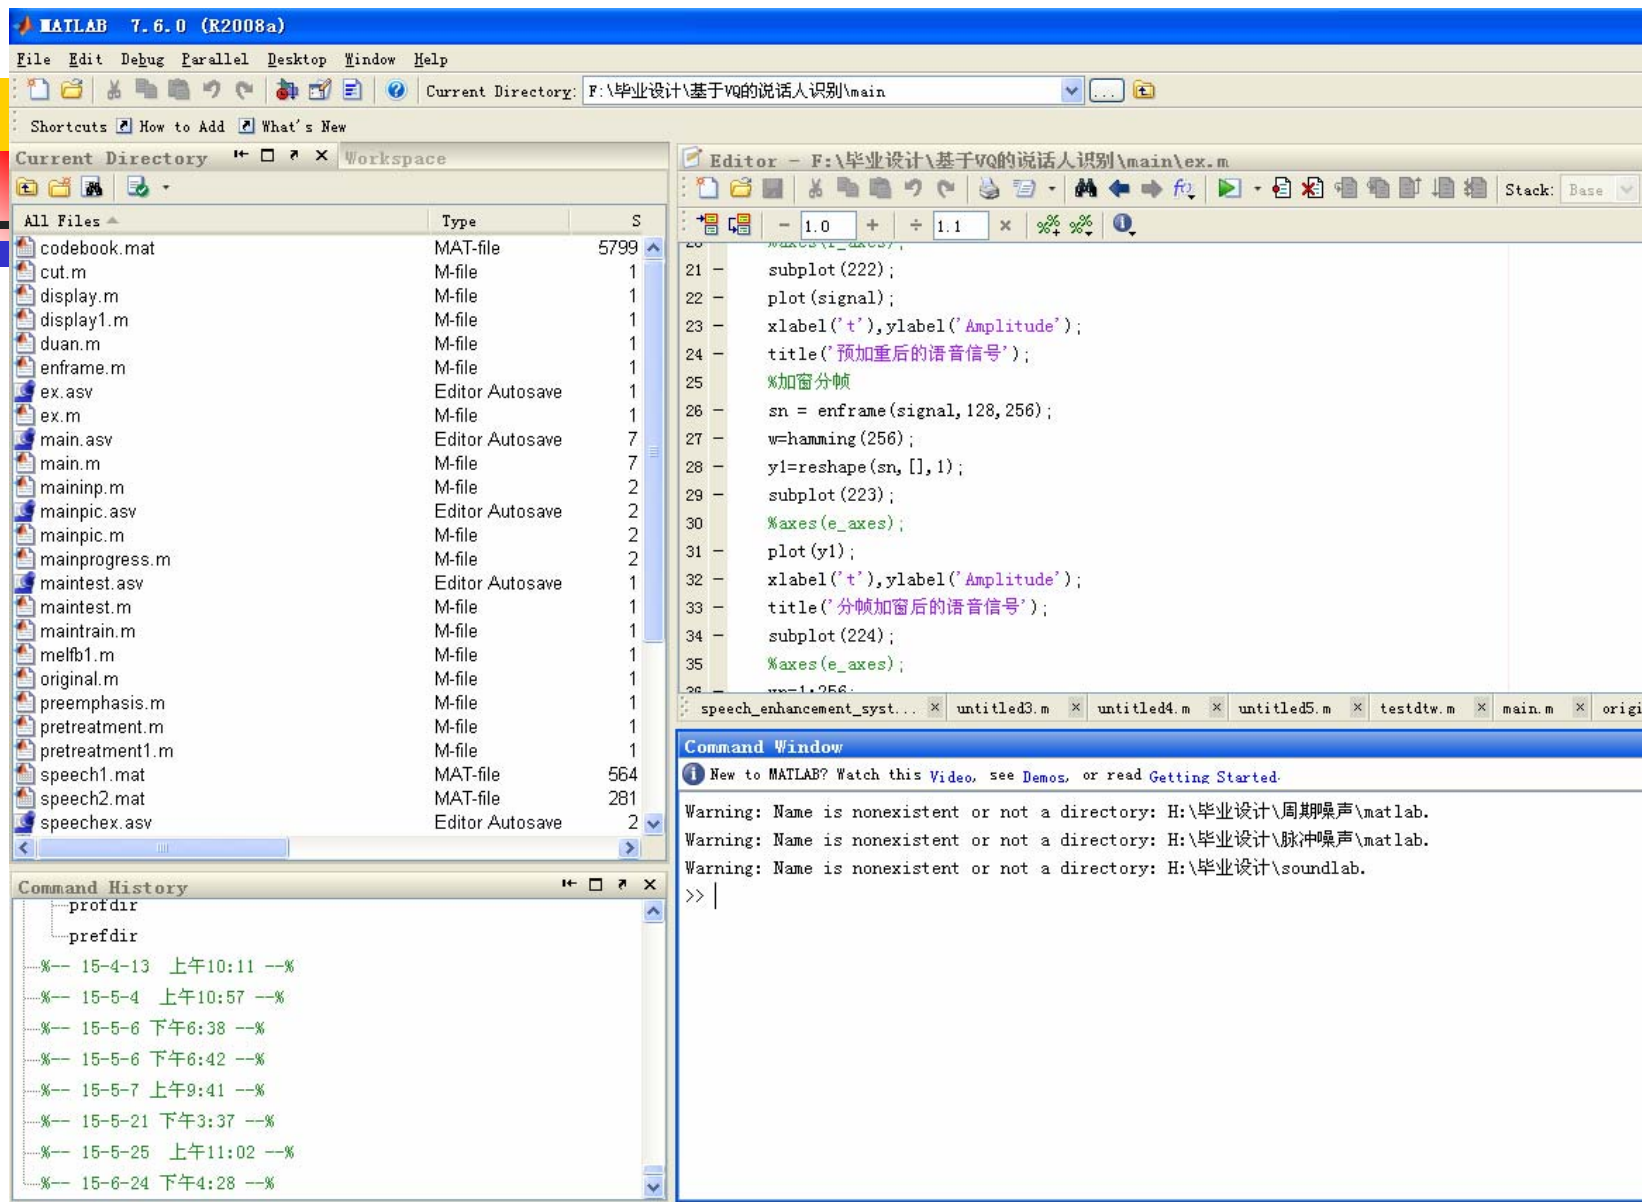 MATLAB 7.6.0 (R2008a)
File Edit Debug Parallel Desktop Window Help
Current Directory: F:\毕业设计\基于VQ的说话人识别\main
Shortcuts How to Add What's New
Current Directory Workspace
All Files Type S
codebook.mat MAT-file 5799
cut.m M-file 1
display.m M-file 1
display1.m M-file 1
duan.m M-file 1
enframe.m M-file 1
ex.asv Editor Autosave 1
ex.m M-file 1
main.asv Editor Autosave 7
main.m M-file 7
maininp.m M-file 2
mainpic.asv Editor Autosave 2
mainpic.m M-file 2
mainprogress.m M-file 2
maintest.asv Editor Autosave 1
maintest.m M-file 1
maintrain.m M-file 1
melfb1.m M-file 1
original.m M-file 1
preemphasis.m M-file 1
pretreatment.m M-file 1
pretreatment1.m M-file 1
speech1.mat MAT-file 564
speech2.mat MAT-file 281
speechex.asv Editor Autosave 2
Command History
profdir
prefdir
%-- 15-4-13 上午10:11 --%
%-- 15-5-4 上午10:57 --%
%-- 15-5-6 下午6:38 --%
%-- 15-5-6 下午6:42 --%
%-- 15-5-7 上午9:41 --%
%-- 15-5-21 下午3:37 --%
%-- 15-5-25 上午11:02 --%
%-- 15-6-24 下午4:28 --%
Editor - F:\毕业设计\基于VQ的说话人识别\main\ex.m
Stack: Base
- 1.0 + ÷ 1.1 ×
21 - subplot(222);
22 - plot(signal);
23 - xlabel('t'),ylabel('Amplitude');
24 - title('预加重后的语音信号');
25 %加窗分帧
26 - sn = enframe(signal,128,256);
27 - w=hamming(256);
28 - y1=reshape(sn,[],1);
29 - subplot(223);
30 %axes(e_axes);
31 - plot(y1);
32 - xlabel('t'),ylabel('Amplitude');
33 - title('分帧加窗后的语音信号');
34 - subplot(224);
35 %axes(e_axes);
speech_enhancement_syst... × untitled3.m × untitled4.m × untitled5.m × testdtw.m × main.m × origi
Command Window
New to MATLAB? Watch this Video, see Demos, or read Getting Started.
Warning: Name is nonexistent or not a directory: H:\毕业设计\周期噪声\matlab.
Warning: Name is nonexistent or not a directory: H:\毕业设计\脉冲噪声\matlab.
Warning: Name is nonexistent or not a directory: H:\毕业设计\soundlab.
>>